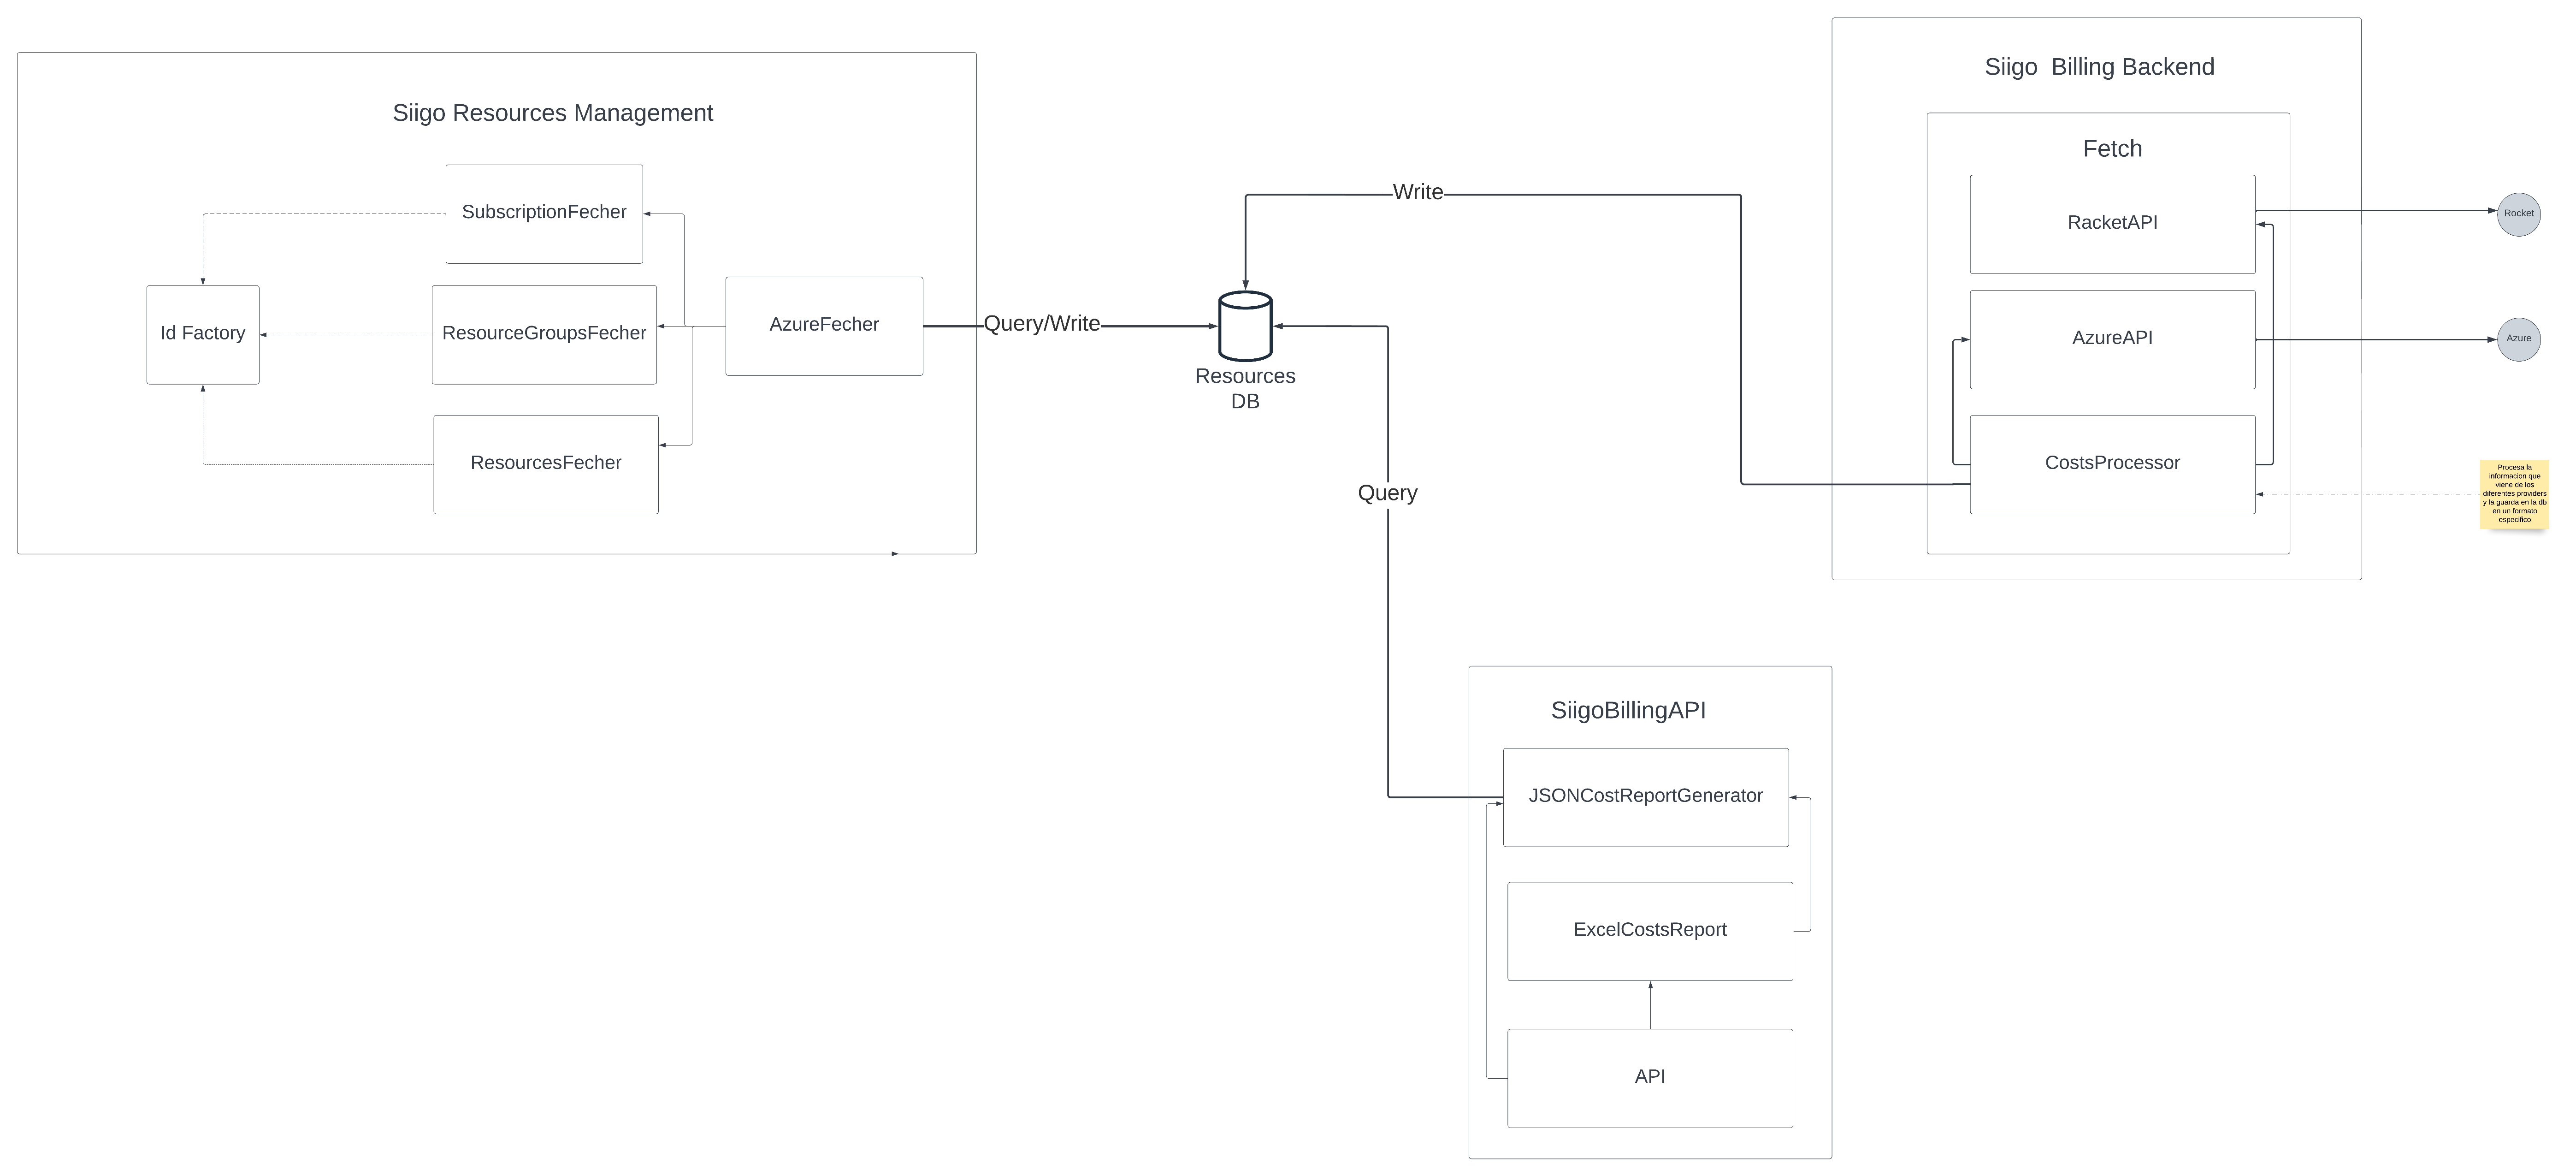 Siigo Resources Management
SubscriptionFecher
Id Factory
ResourceGroupsFecher
AzureFecher
ResourcesFecher
Query/Write
Resources
DB
Write
Query
Siigo  Billing Backend
Fetch
RacketAPI
AzureAPI
CostsProcessor
Rocket
Azure
Procesa la
informacion que
viene de los
diferentes providers
y la guarda en la db
en un formato
especifico
SiigoBillingAPI
JSONCostReportGenerator
ExcelCostsReport
API